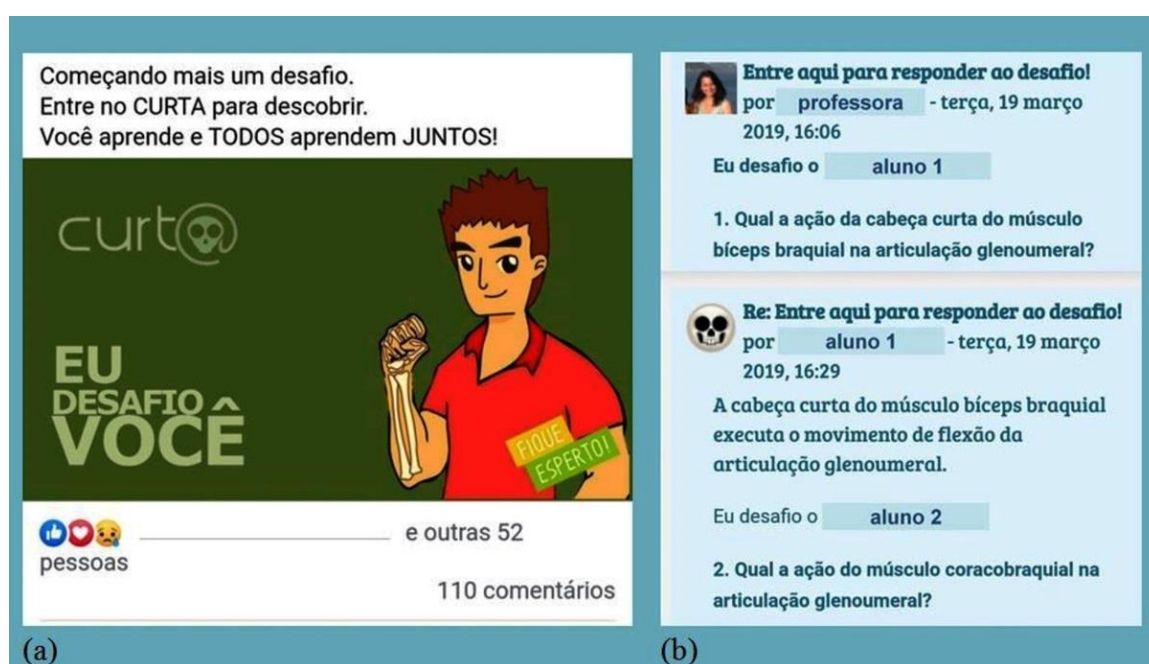 Começando mais um desafio.
Entre no CURTA para descobrir.
Você aprende e TODOS aprendem JUNTOS!
curt@
EU
DESAFIO
VOCÊ
FIQUE
ESPERTO!
e outras 52
pessoas
110 comentários
(a)
Entre aqui para responder ao desafio!
por professora - terça, 19 março
2019, 16:06
Eu desafio o aluno 1
1. Qual a ação da cabeça curta do músculo
bíceps braquial na articulação glenoumeral?
Re: Entre aqui para responder ao desafio!
por aluno 1 - terça, 19 março
2019, 16:29
A cabeça curta do músculo bíceps braquial
executa o movimento de flexão da
articulação glenoumeral.
Eu desafio o aluno 2
2. Qual a ação do músculo coracobraquial na
articulação glenoumeral?
(b)